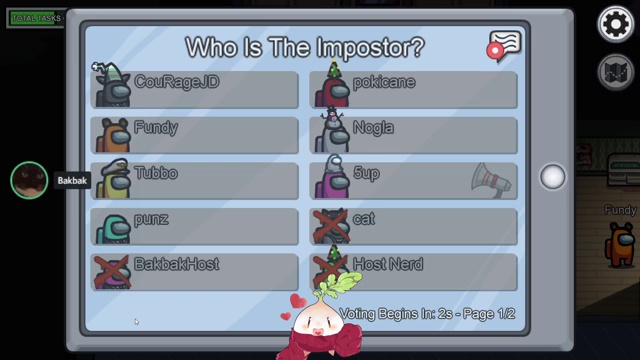 TOTAL TASKS
Who Is The Impostor?
CouRageJD
pokicane
Fundy
Nogla
Tubbo
5up
Bakbak
punz
cat
Fundy
BakbakHost
Host Nerd
Voting Begins In: 2s - Page 1/2